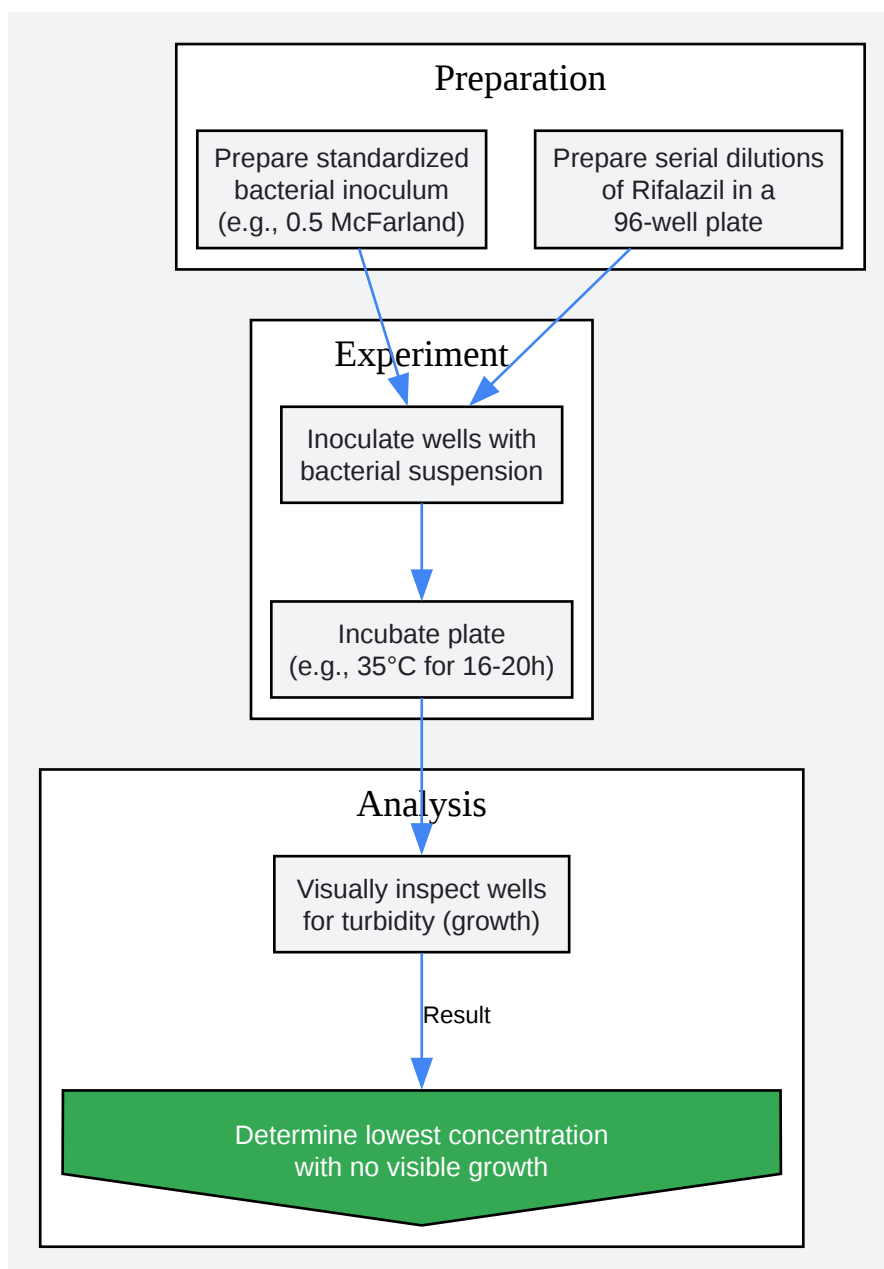 Preparation
Prepare standardized
bacterial inoculum
(e.g., 0.5 McFarland)
Prepare serial dilutions
of Rifalazil in a
96-well plate
Experiment
Inoculate wells with
bacterial suspension
Incubate plate
(e.g., 35°C for 16-20h)
Analysis
Visually inspect wells
for turbidity (growth)
Result
Determine lowest concentration
with no visible growth